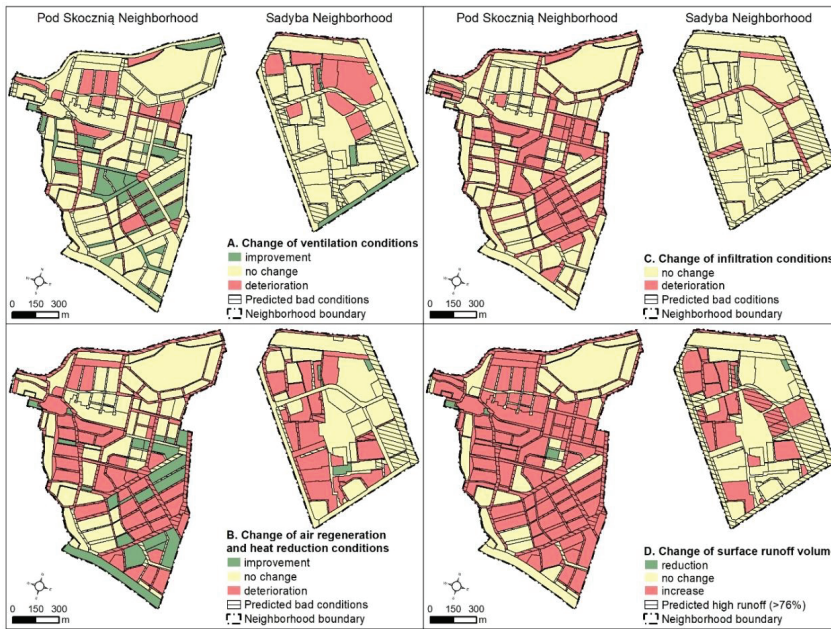 Pod Skocznią Neighborhood
Sadyba Neighborhood
A. Change of ventilation conditions
improvement
no change
deterioration
Predicted bad conditions
Neighborhood boundary
0 150 300
m
Pod Skocznią Neighborhood
Sadyba Neighborhood
C. Change of infiltration conditions
no change
deterioration
Predicted bad coditions
Neighborhood boundary
0 150 300
m
B. Change of air regeneration
and heat reduction conditions
improvement
no change
deterioration
Predicted bad conditions
Neighborhood boundary
0 150 300
m
D. Change of surface runoff volum
reduction
no change
increase
Predicted high runoff (>76%)
Neighborhood boundary
0 150 300
m